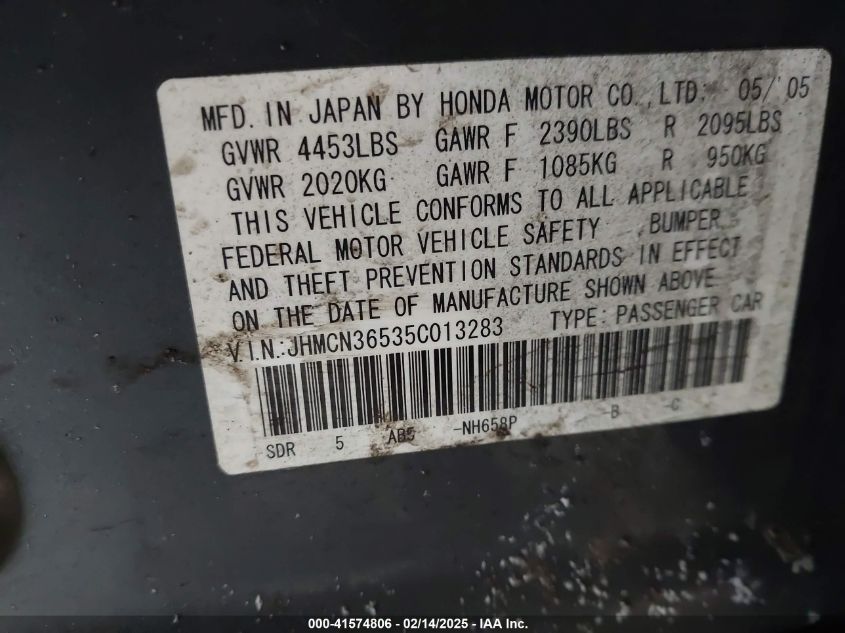 MFD. IN JAPAN BY HONDA MOTOR CO., LTD. 05/'05
GVWR 4453LBS GAWR F 2390LBS R 2095LBS
GVWR 2020KG GAWR F 1085KG R 950KG
THIS VEHICLE CONFORMS TO ALL APPLICABLE
FEDERAL MOTOR VEHICLE SAFETY , BUMPER
AND THEFT PREVENTION STANDARDS IN EFFECT
ON THE DATE OF MANUFACTURE SHOWN ABOVE
V.I.N.:JHMCN36535C013283 TYPE: PASSENGER CAR
SDR 5 AB5 -NH658P -B -C
000-41574806 - 02/14/2025 - IAA Inc.